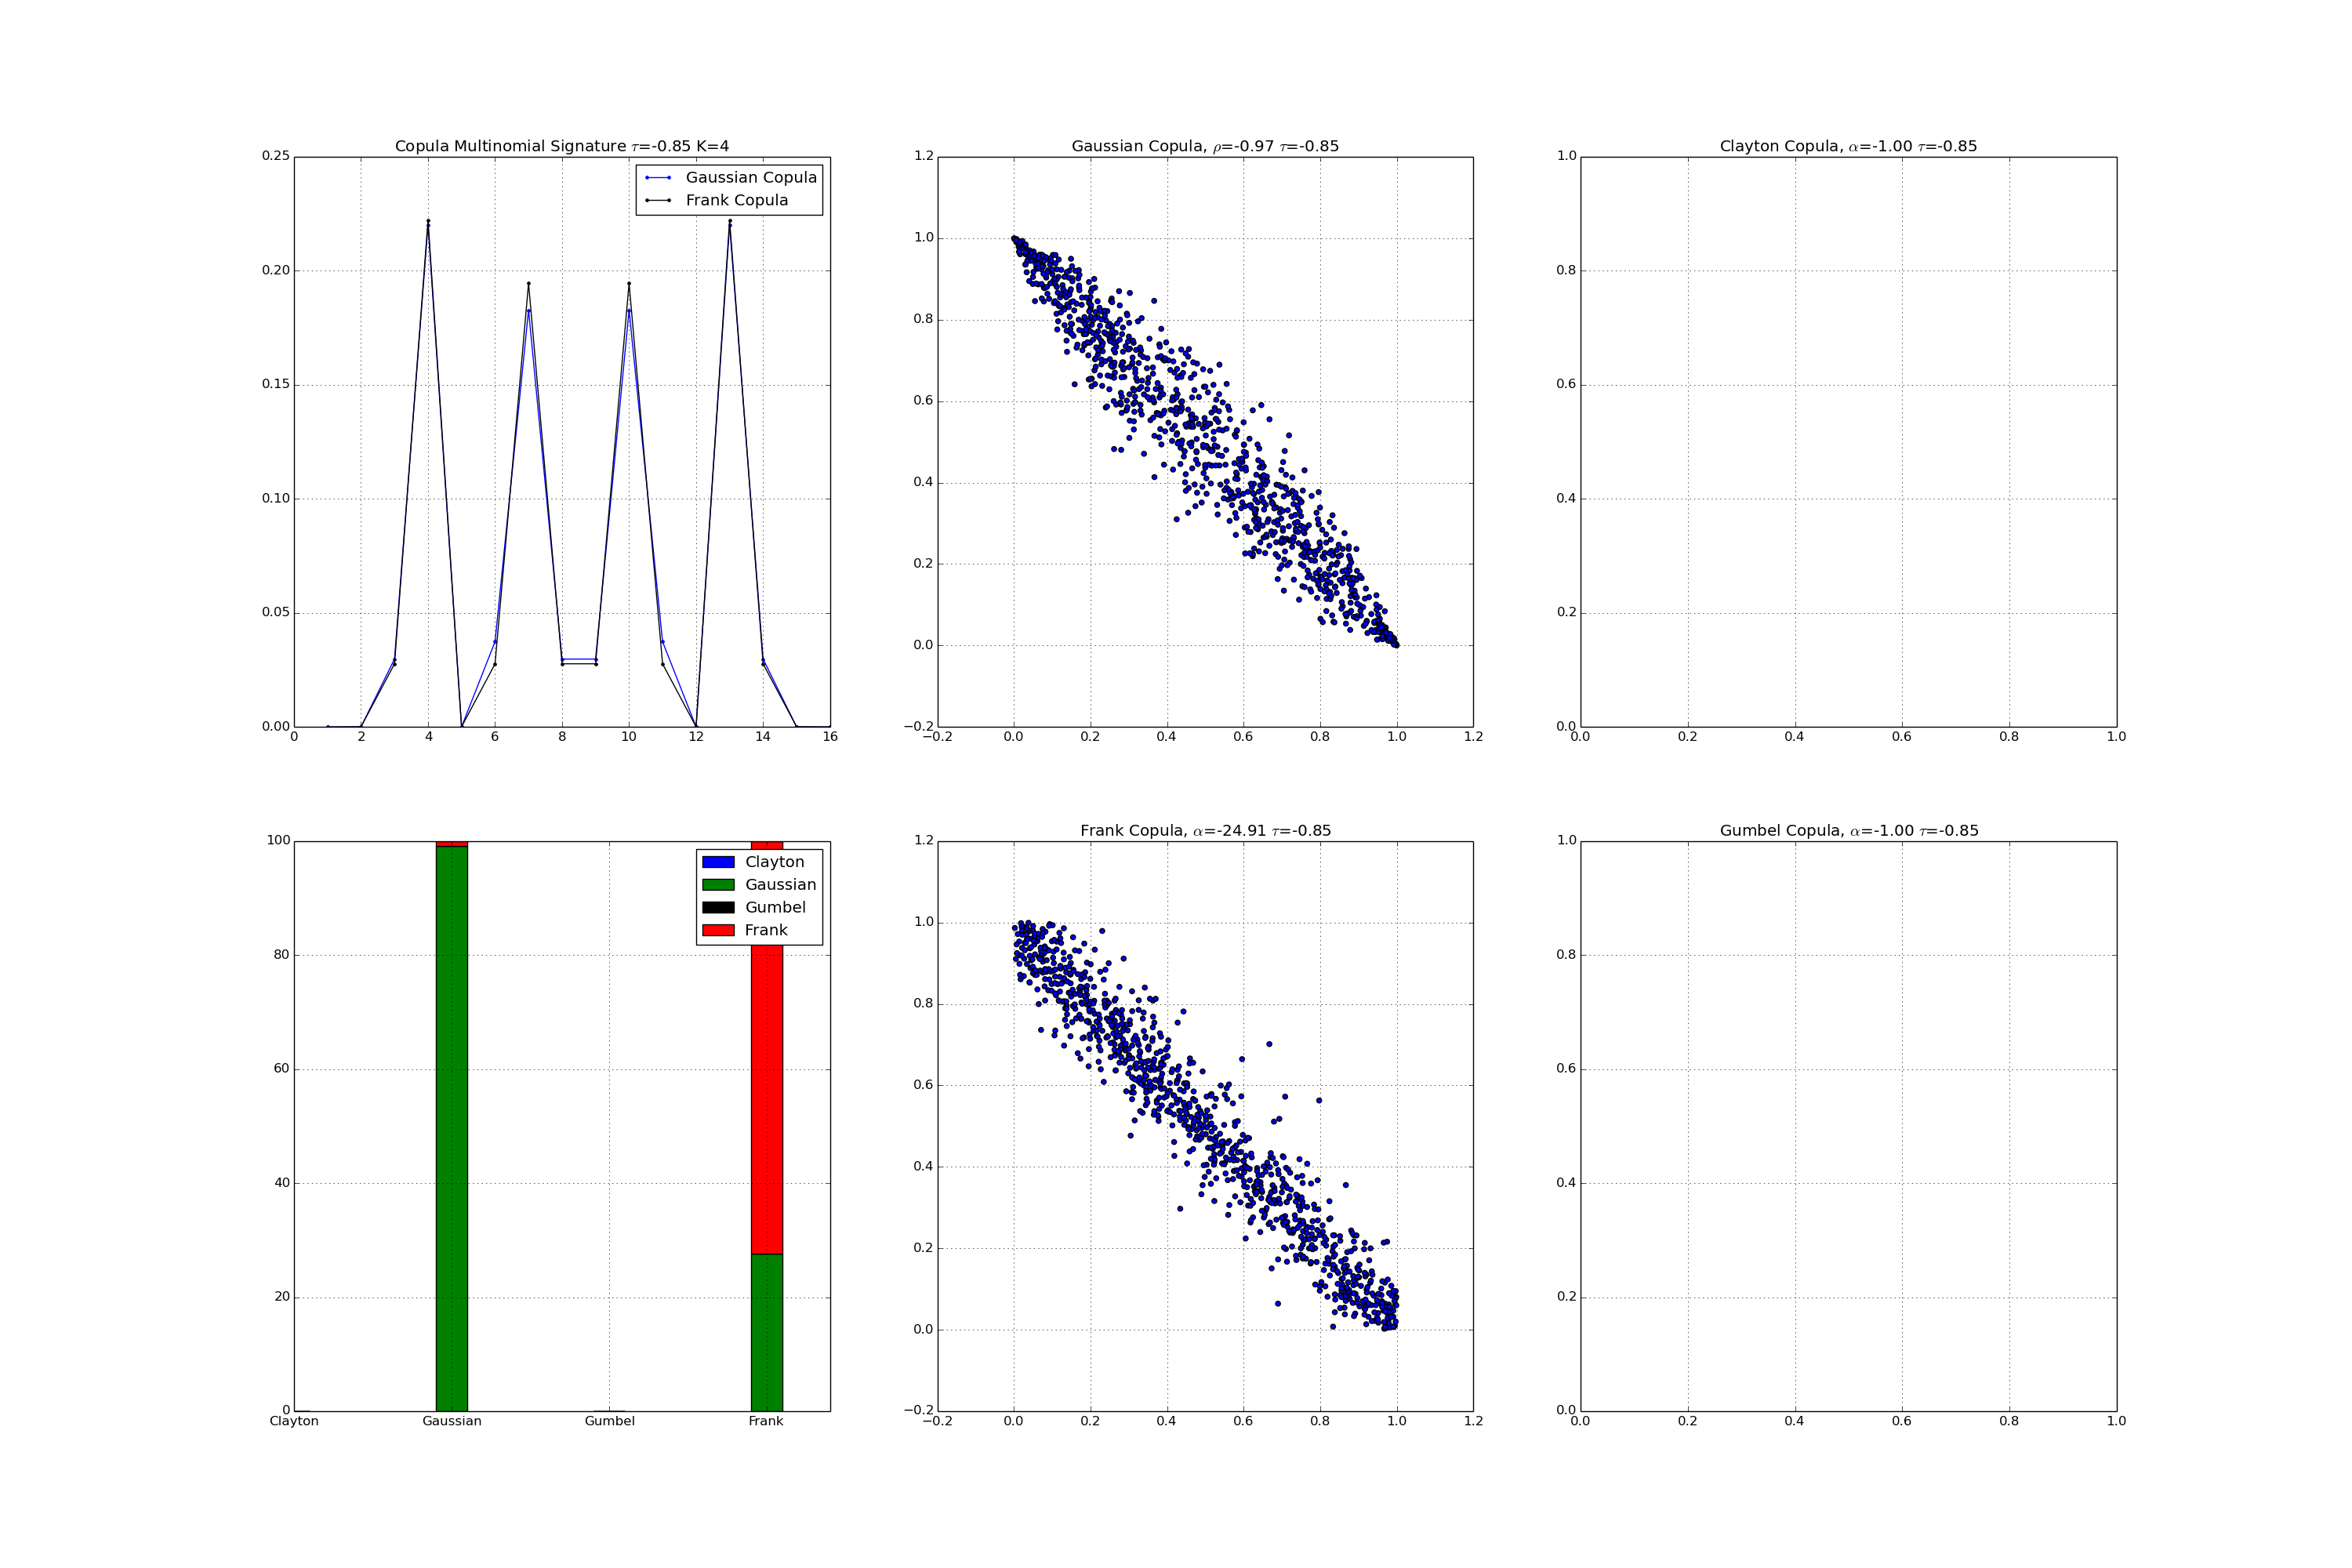 Copula Multinomial Signature τ=-0.85 K=4
0.25
0.20
0.15
0.10
0.05
0.00
0 2 4 6 8 10 12 14 16
Gaussian Copula
Frank Copula
Gaussian Copula, ρ=-0.97 τ=-0.85
1.2
1.0
0.8
0.6
0.4
0.2
0.0
−0.2
−0.2 0.0 0.2 0.4 0.6 0.8 1.0 1.2
Clayton Copula, α=-1.00 τ=-0.85
1.0
0.8
0.6
0.4
0.2
0.0
0.0 0.2 0.4 0.6 0.8 1.0
100
80
60
40
20
0
Clayton Gaussian Gumbel Frank
Clayton
Gaussian
Gumbel
Frank
Frank Copula, α=-24.91 τ=-0.85
1.2
1.0
0.8
0.6
0.4
0.2
0.0
−0.2
−0.2 0.0 0.2 0.4 0.6 0.8 1.0 1.2
Gumbel Copula, α=-1.00 τ=-0.85
1.0
0.8
0.6
0.4
0.2
0.0
0.0 0.2 0.4 0.6 0.8 1.0